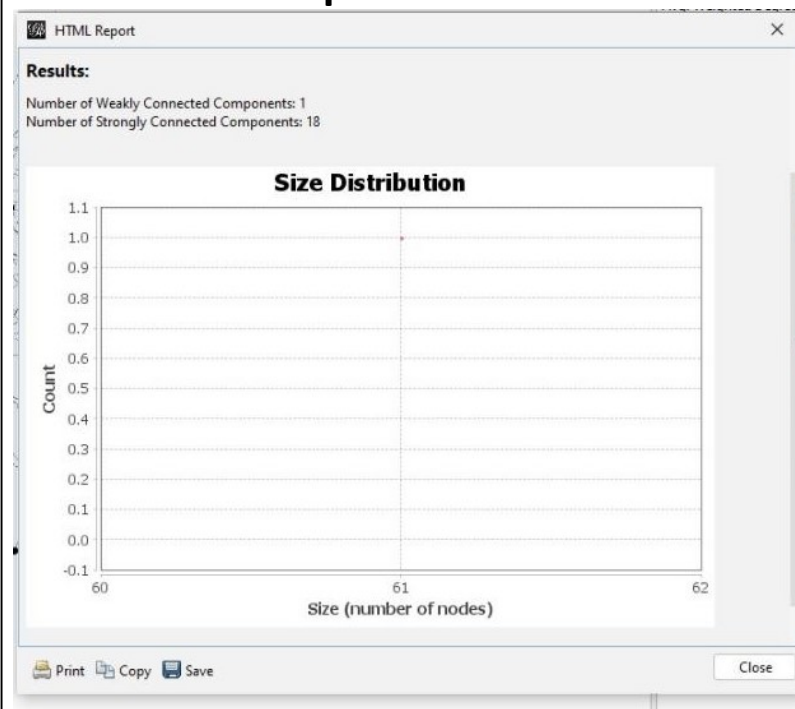 HTML Report
Results:
Number of Weakly Connected Components: 1
Number of Strongly Connected Components: 18
Size Distribution
1.1
1.0
0.9
0.8
0.7
0.6
0.5
0.4
0.3
0.2
0.1
0.0
-0.1
Count
60 61 62
Size (number of nodes)
Print Copy Save Close